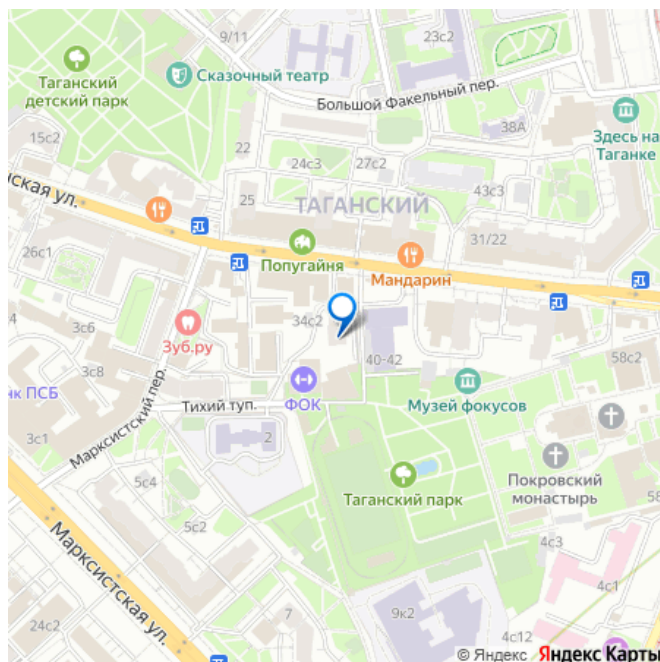 9/11
23с2
Таганский
детский парк
Сказочный театр
Большой Факельный пер.
38А
Здесь на
Таганке
15с2
22
24с3
27с2
43с3
нская ул.
25
ТАГАНСКИЙ
31/22
26с1
Попугайня
Мандарин
34с2
3с6
Зуб.ру
40-42
58с2
3с8
нк ПСБ
ФОК
Музей фокусов
Тихий туп.
Марксистский пер.
3с1
2
Покровский
монастырь
5с4
Таганский парк
5с2
4с3
Марксистская ул.
4с1
7
9к2
24с2
4с12
© Яндекс Яндекс Карты